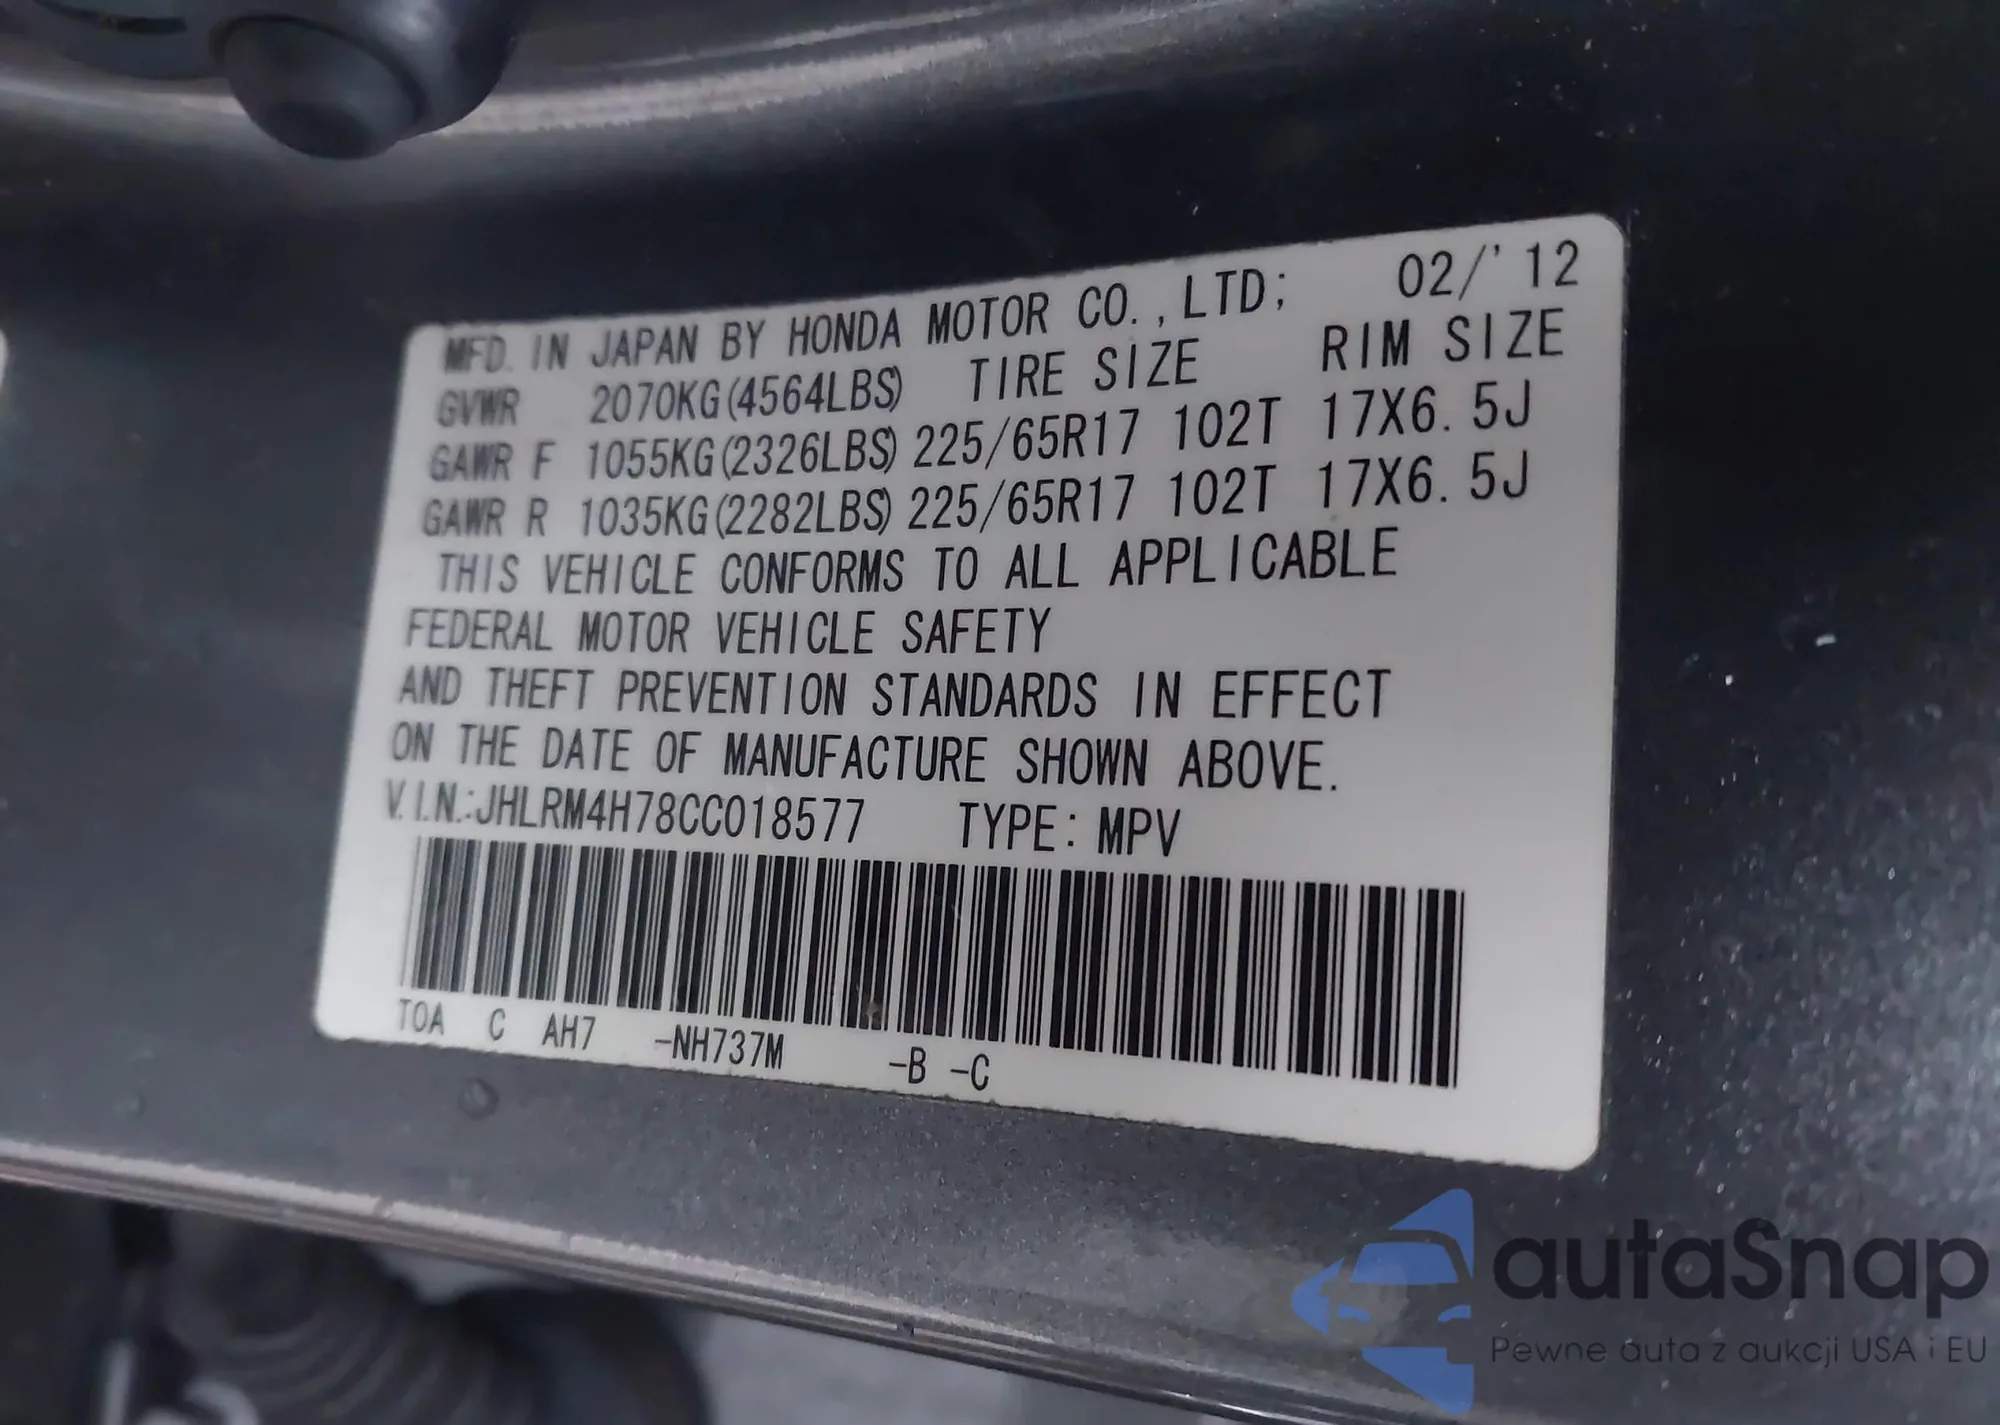 MFD. IN JAPAN BY HONDA MOTOR CO.,LTD; 02/'12
GVWR 2070KG(4564LBS) TIRE SIZE RIM SIZE
GAWR F 1055KG(2326LBS) 225/65R17 102T 17X6.5J
GAWR R 1035KG(2282LBS) 225/65R17 102T 17X6.5J
THIS VEHICLE CONFORMS TO ALL APPLICABLE
FEDERAL MOTOR VEHICLE SAFETY
AND THEFT PREVENTION STANDARDS IN EFFECT
ON THE DATE OF MANUFACTURE SHOWN ABOVE.
V.I.N.:JHLRM4H78CC018577 TYPE: MPV
TOA C AH7 -NH737M -B -C
autaSnap
Pewne auta z aukcji USA i EU